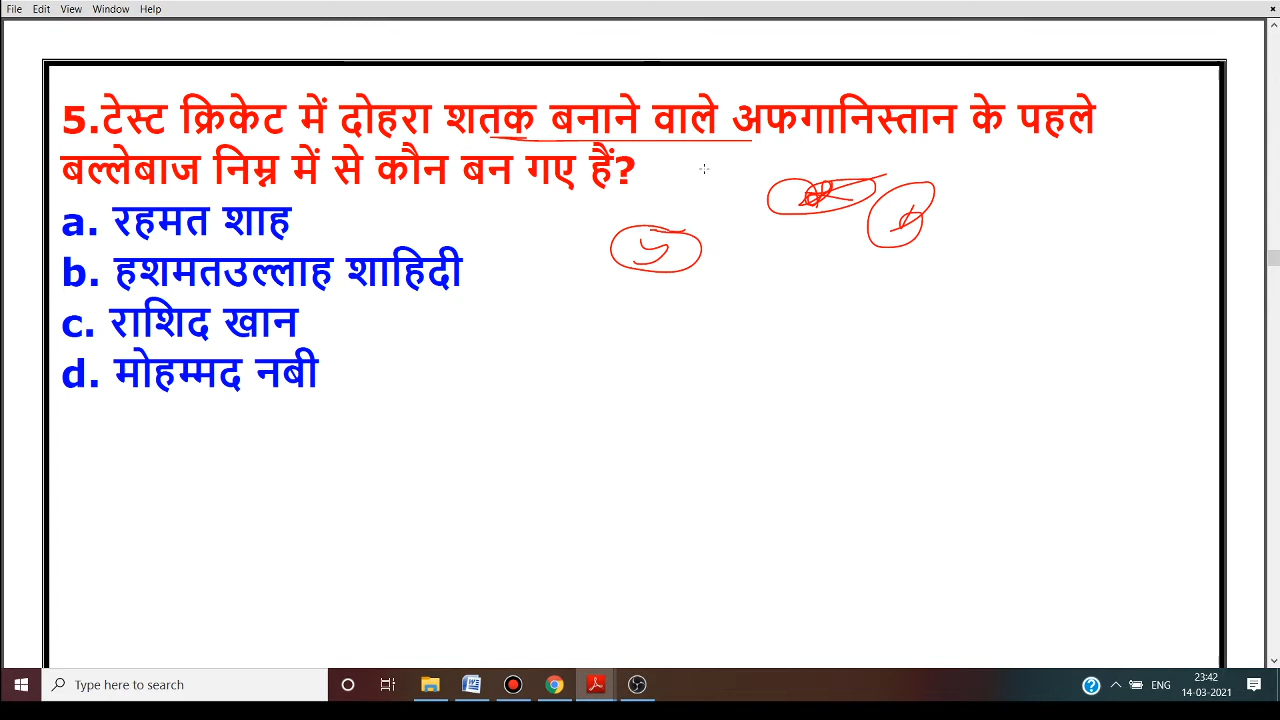 File Edit View Window Help
5.टेस्ट क्रिकेट में दोहरा शतक बनाने वाले अफगानिस्तान के पहले
बल्लेबाज निम्न में से कौन बन गए हैं?
a. रहमत शाह
b. हशमतउल्लाह शाहिदी
c. राशिद खान
d. मोहम्मद नबी
Type here to search
ENG
23:42
14-03-2021